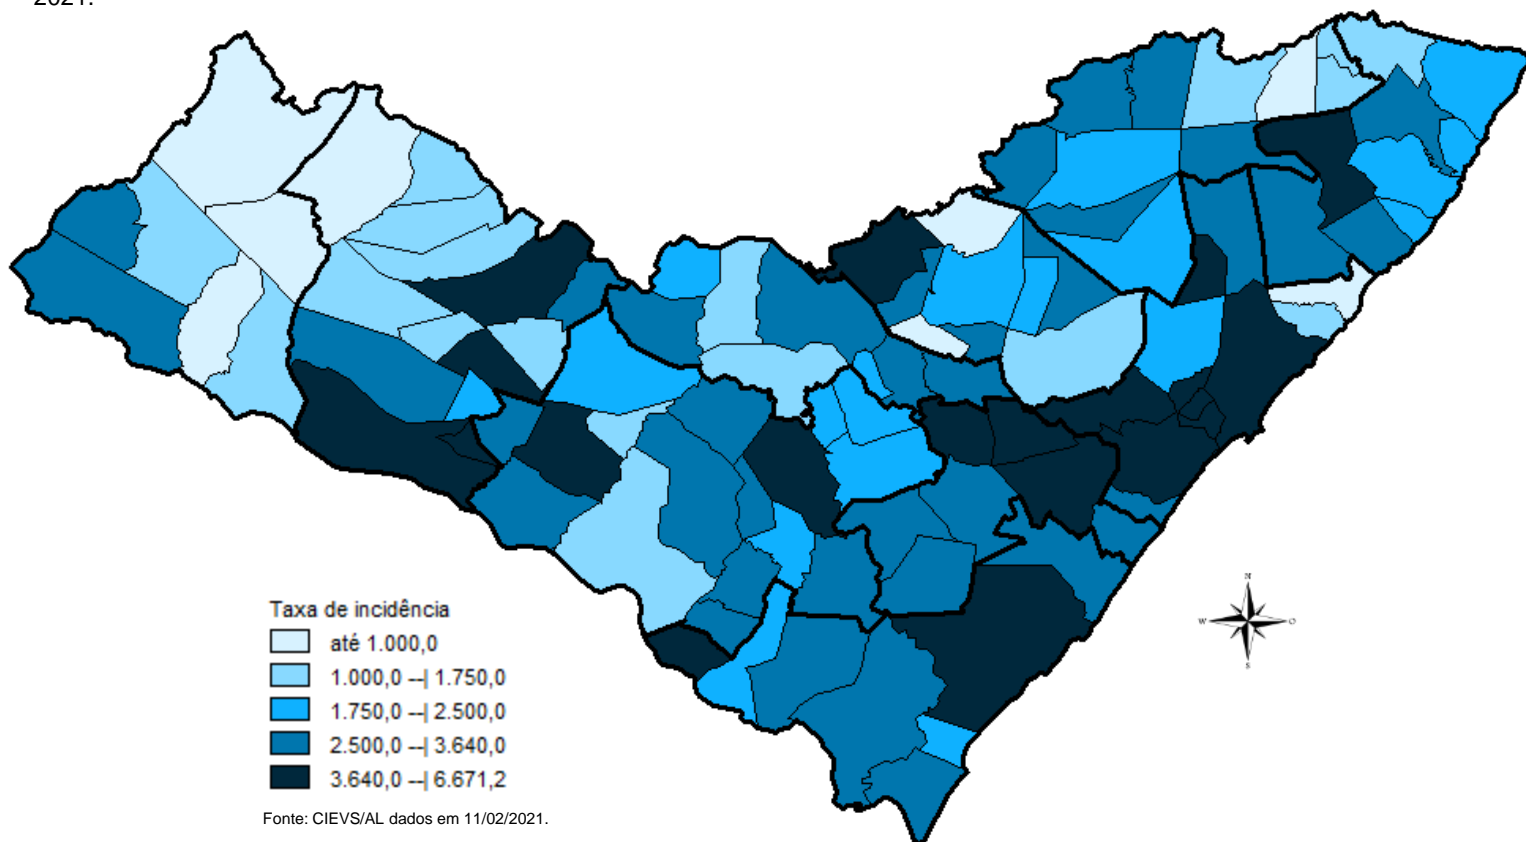 2021.
Taxa de incidência
até 1.000,0
1.000,0 --| 1.750,0
1.750,0 --| 2.500,0
2.500,0 --| 3.640,0
3.640,0 --| 6.671,2
Fonte: CIEVS/AL dados em 11/02/2021.
N
W
O
S